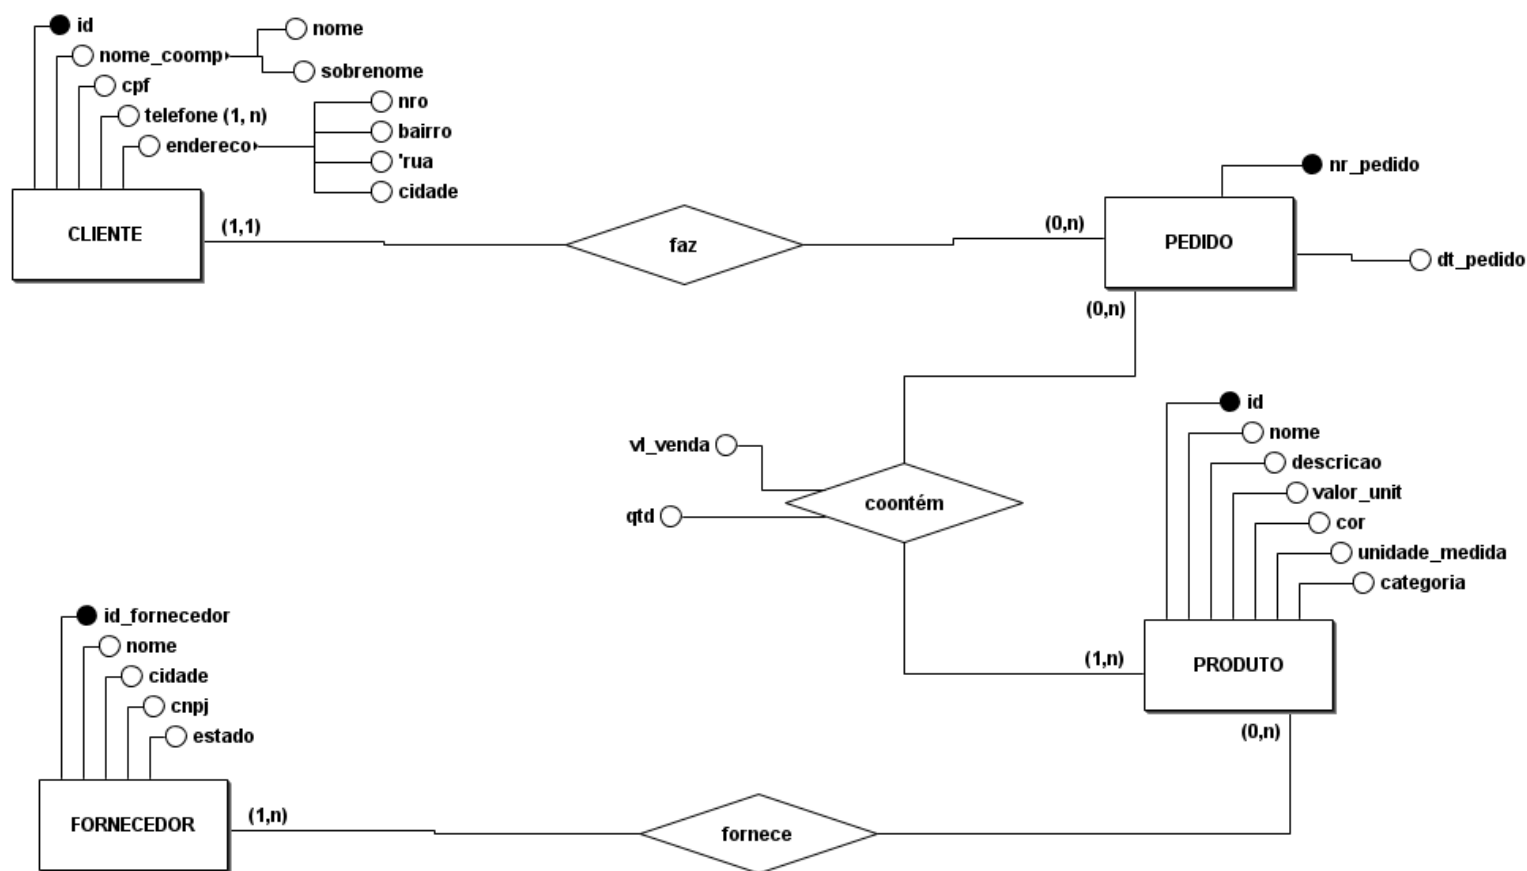 id
nome_coomp
nome
sobrenome
cpf
telefone (1, n)
endereco
nro
bairro
'rua
cidade
CLIENTE
(1,1)
faz
(0,n)
PEDIDO
nr_pedido
dt_pedido
(0,n)
vl_venda
qtd
coontém
(1,n)
id
nome
descricao
valor_unit
cor
unidade_medida
categoria
PRODUTO
(0,n)
id_fornecedor
nome
cidade
cnpj
estado
FORNECEDOR
(1,n)
fornece